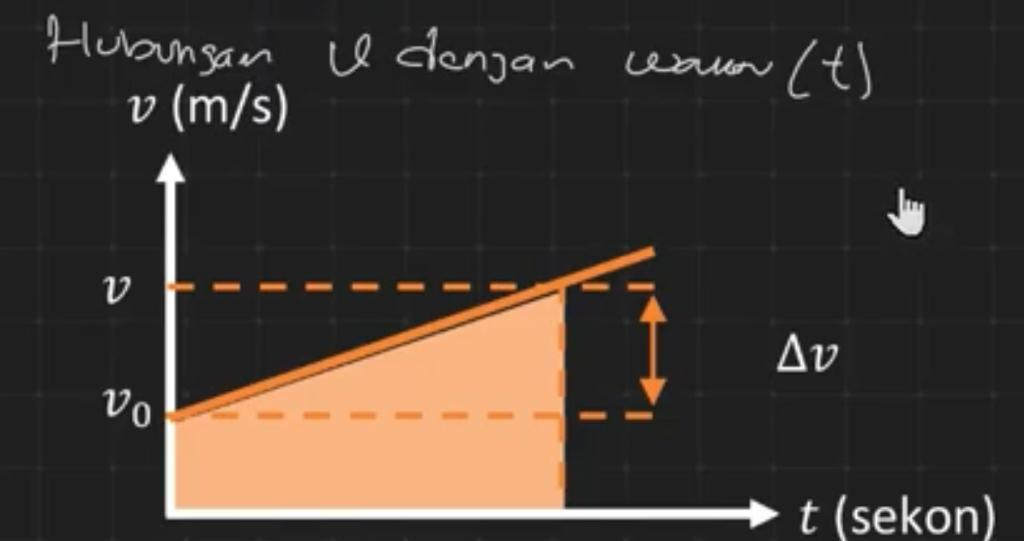 Hubungan v dengan waktu (t)
v (m/s)
v
Δv
v₀
t (sekon)